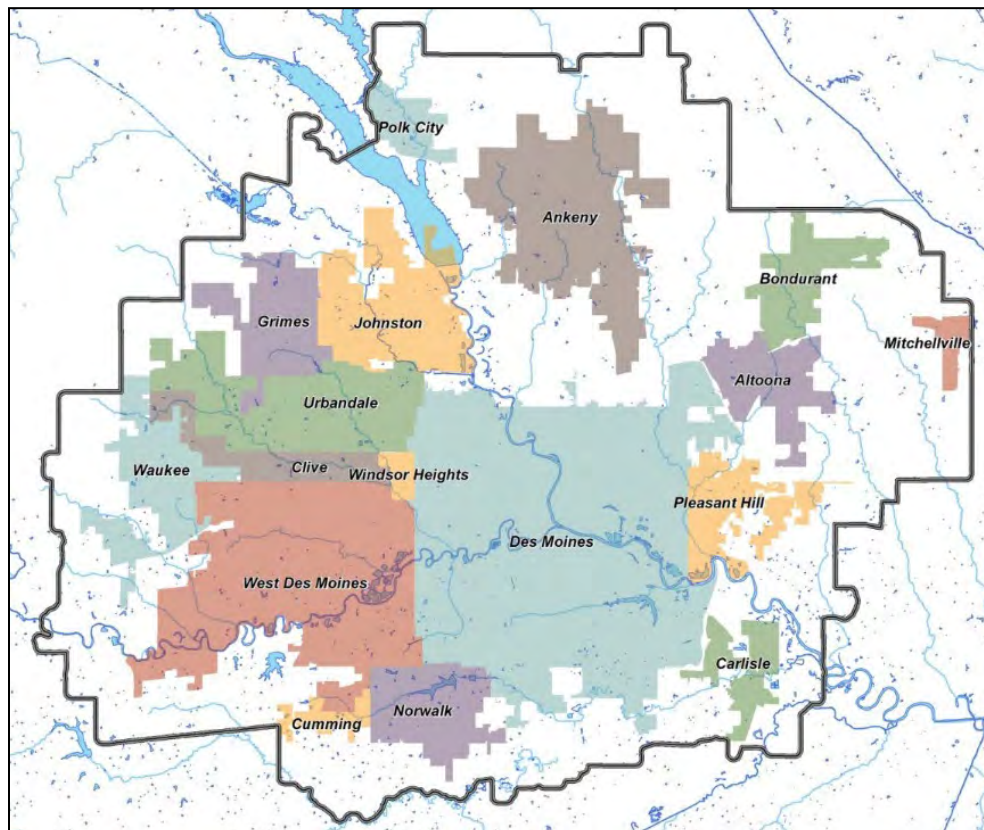 Polk City
Ankeny
Bondurant
Grimes
Johnston
Mitchellville
Altoona
Urbandale
Waukee
Clive
Windsor Heights
Pleasant Hill
Des Moines
West Des Moines
Carlisle
Norwalk
Cumming